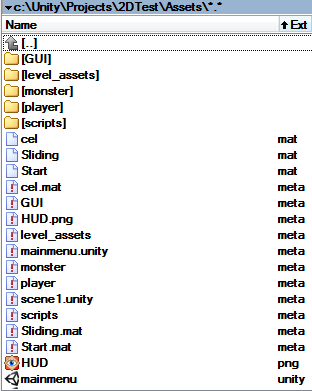 c:\Unity\Projects\2DTest\Assets\*.*
Name Ext
[..]
[GUI]
[level_assets]
[monster]
[player]
[scripts]
cel mat
Sliding mat
Start mat
cel.mat meta
GUI meta
HUD.png meta
level_assets meta
mainmenu.unity meta
monster meta
player meta
scene1.unity meta
scripts meta
Sliding.mat meta
Start.mat meta
HUD png
mainmenu unity